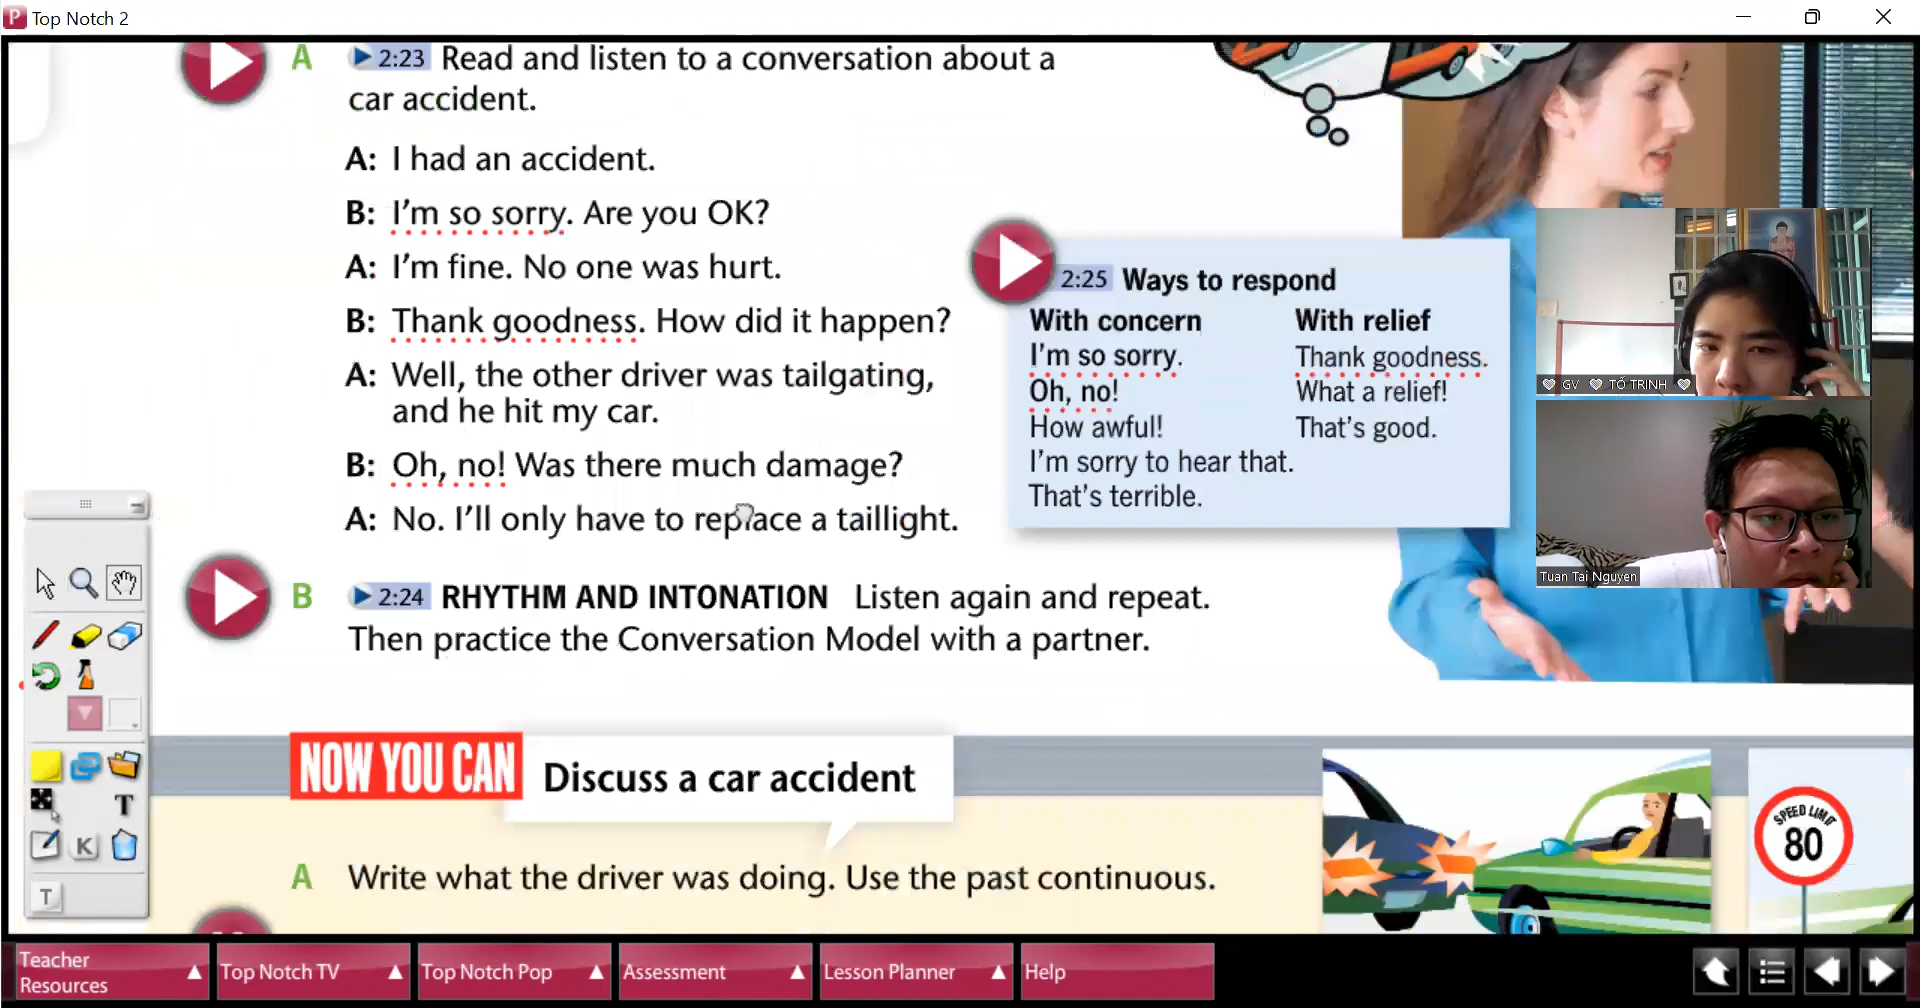 Top Notch 2
A 2:23 Read and listen to a conversation about a
car accident.
A: I had an accident.
B: I'm so sorry. Are you OK?
A: I'm fine. No one was hurt.
B: Thank goodness. How did it happen?
A: Well, the other driver was tailgating,
and he hit my car.
B: Oh, no! Was there much damage?
A: No. I'll only have to replace a taillight.
2:25 Ways to respond
With concern
I'm so sorry.
Oh, no!
How awful!
I'm sorry to hear that.
That's terrible.
With relief
Thank goodness.
What a relief!
That's good.
GV TỐ TRINH
Tuan Tai Nguyen
B 2:24 RHYTHM AND INTONATION Listen again and repeat.
Then practice the Conversation Model with a partner.
NOW YOU CAN Discuss a car accident
A Write what the driver was doing. Use the past continuous.
SPEED LIMIT
80
T
K
T
Teacher
Resources
Top Notch TV
Top Notch Pop
Assessment
Lesson Planner
Help